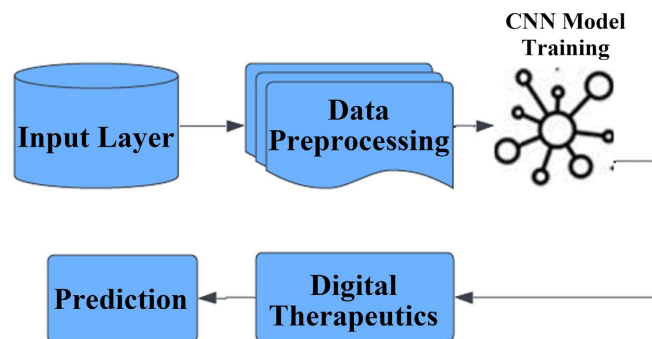 CNN Model
Training
Input Layer
Data
Preprocessing
Prediction
Digital
Therapeutics